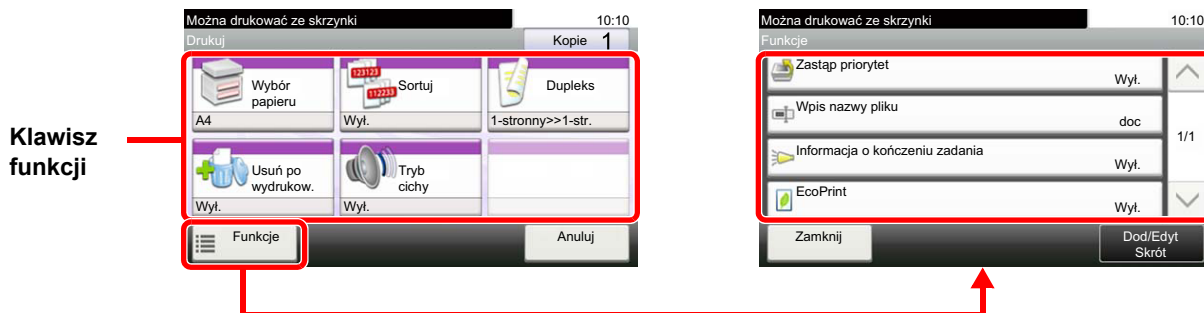 Klawisz
funkcji
Można drukować ze skrzynki 10:10
Drukuj Kopie 1
Wybór
papieru
A4
123123
112233
Sortuj
Wył.
Dupleks
1-stronny>>1-str.
Usuń po
wydrukow.
Wył.
Tryb
cichy
Wył.
Funkcje Anuluj
Można drukować ze skrzynki 10:10
Funkcje
Zastąp priorytet
Wył.
Wpis nazwy pliku
doc
1/1
Informacja o kończeniu zadania
Wył.
EcoPrint
Wył.
Zamknij
Dod/Edyt
Skrót